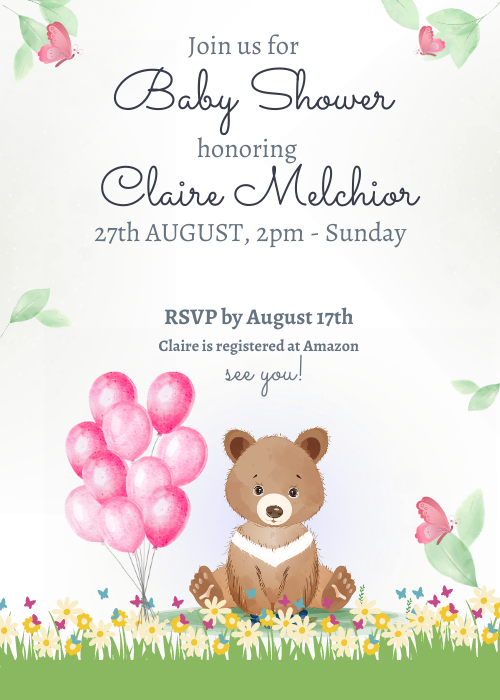 Join us for
Baby Shower
honoring
Claire Melchior
27th AUGUST, 2pm - Sunday
RSVP by August 17th
Claire is registered at Amazon
see you!